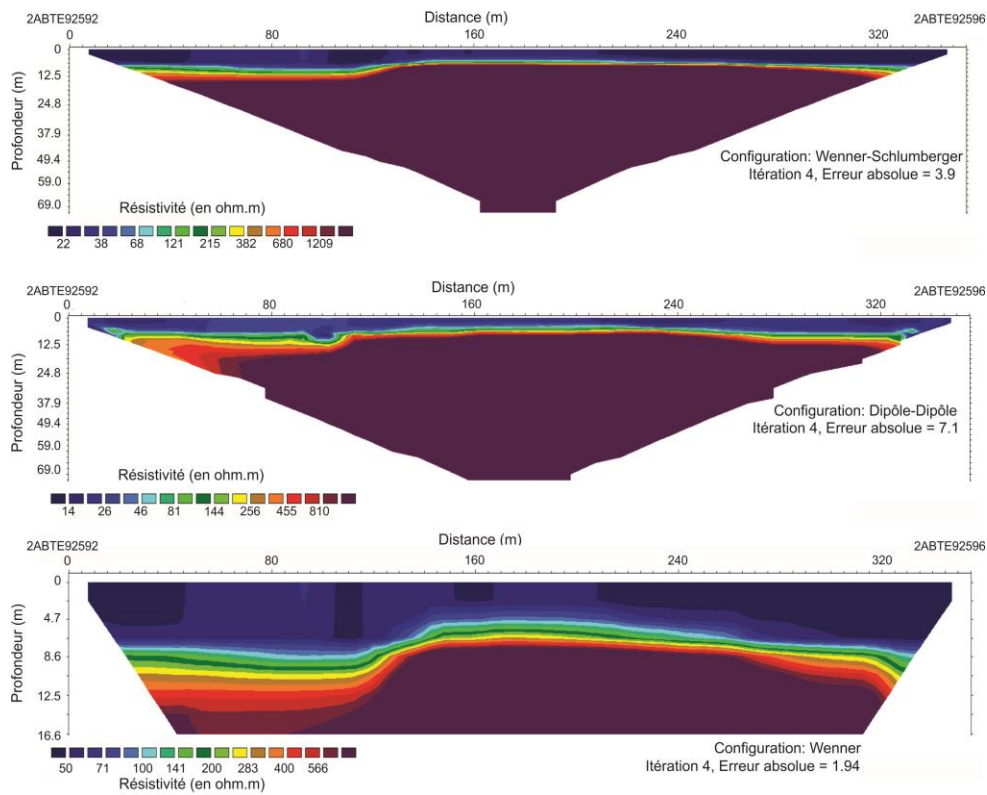 Distance (m)
2ABTE92592 2ABTE92596
0 80 160 240 320
0
12.5
24.8
37.9
49.4
59.0
69.0
Profondeur (m)
Configuration: Wenner-Schlumberger
Itération 4, Erreur absolue = 3.9
Résistivité (en ohm.m)
22 38 68 121 215 382 680 1209
Distance (m)
2ABTE92592 2ABTE92596
0 80 160 240 320
0
12.5
24.8
37.9
49.4
59.0
69.0
Profondeur (m)
Configuration: Dipôle-Dipôle
Itération 4, Erreur absolue = 7.1
Résistivité (en ohm.m)
14 26 46 81 144 256 455 810
Distance (m)
2ABTE92592 2ABTE92596
0 80 160 240 320
0
4.7
8.6
12.5
16.6
Profondeur (m)
Configuration: Wenner
Itération 4, Erreur absolue = 1.94
50 71 100 141 200 283 400 566
Résistivité (en ohm.m)